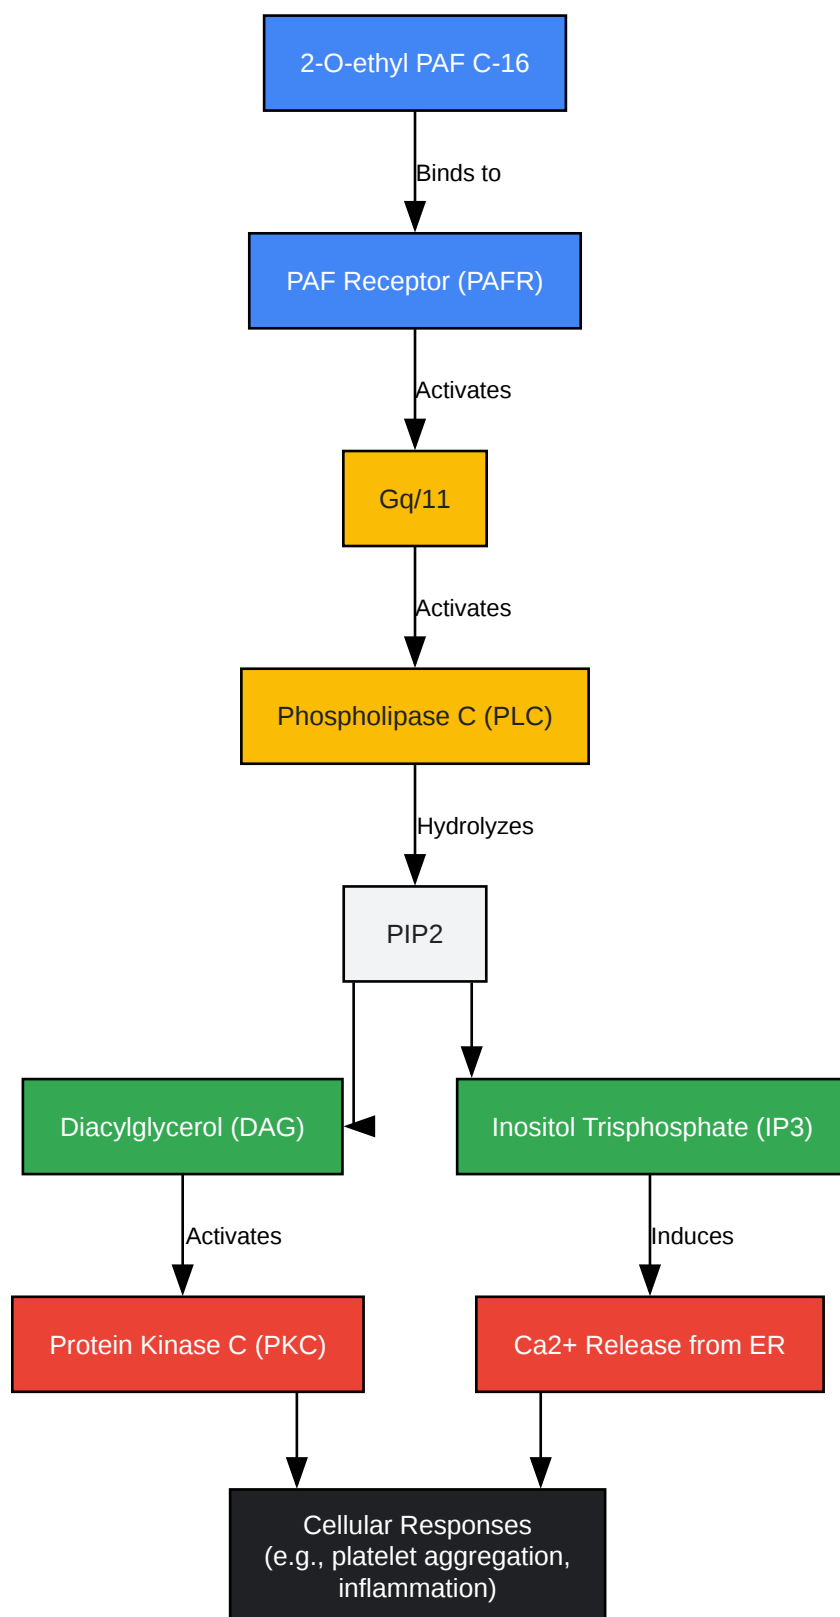 2-O-ethyl PAF C-16
Binds to
PAF Receptor (PAFR)
Activates
Gq/11
Activates
Phospholipase C (PLC)
Hydrolyzes
PIP2
Diacylglycerol (DAG)
Inositol Trisphosphate (IP3)
Activates
Induces
Protein Kinase C (PKC)
Ca2+ Release from ER
Cellular Responses
(e.g., platelet aggregation,
inflammation)